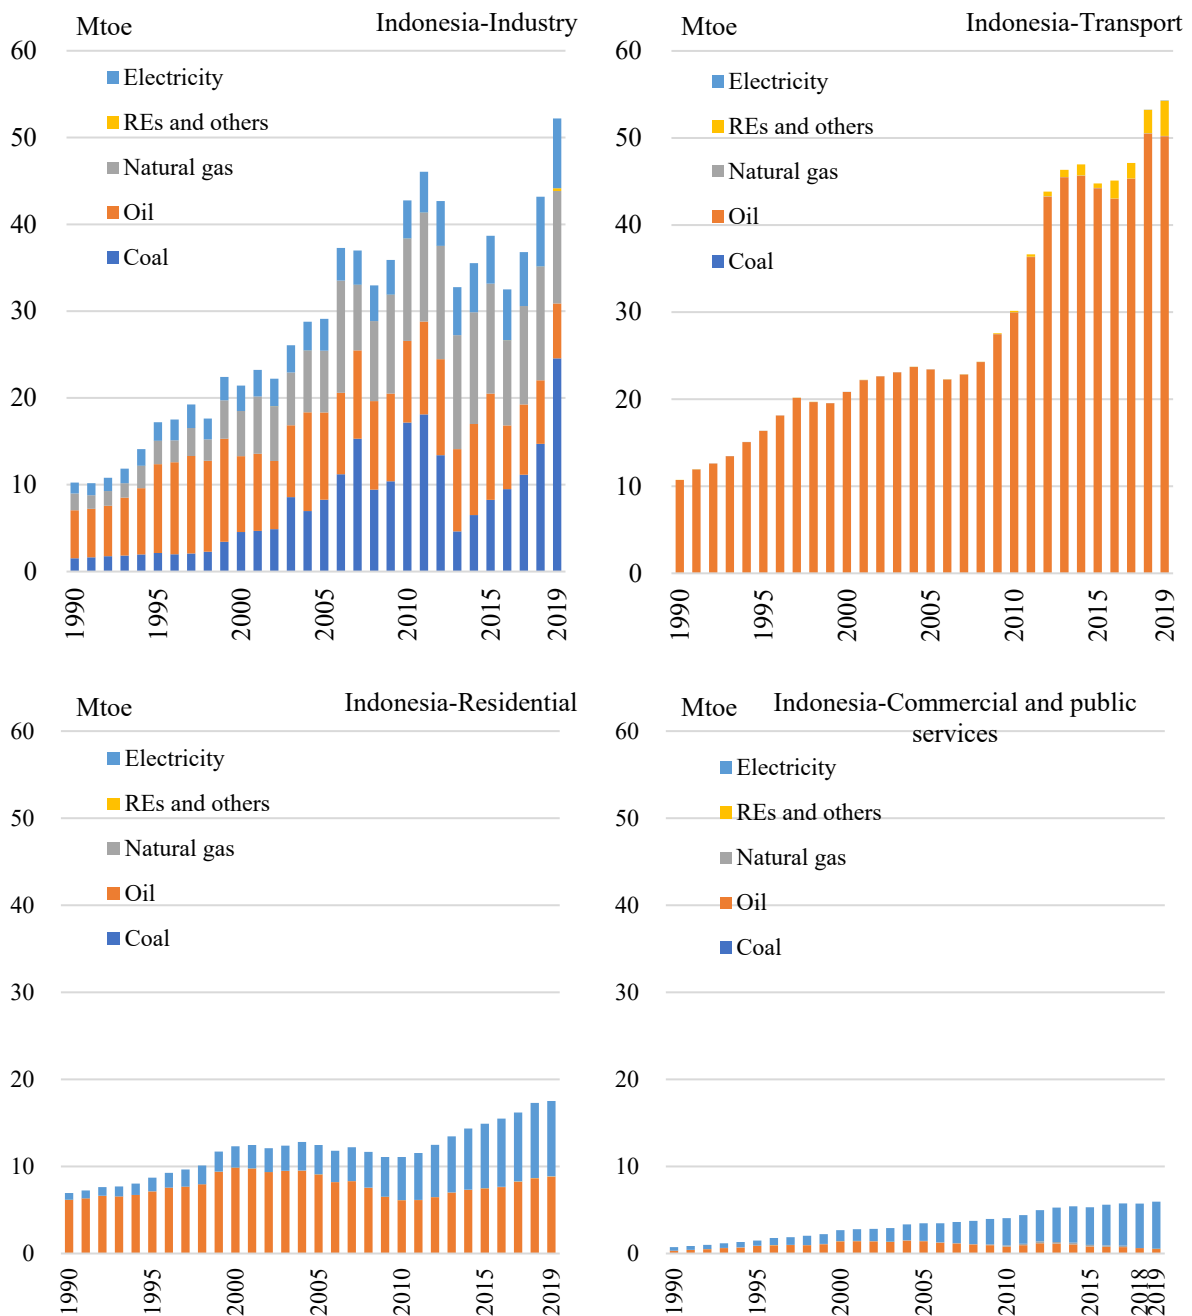 Mtoe
Indonesia-Industry
60
50
40
30
20
10
0
Electricity
REs and others
Natural gas
Oil
Coal
1990
1995
2000
2005
2010
2015
2019
Mtoe
Indonesia-Transport
60
50
40
30
20
10
0
Electricity
REs and others
Natural gas
Oil
Coal
1990
1995
2000
2005
2010
2015
2019
Mtoe
Indonesia-Residential
60
50
40
30
20
10
0
Electricity
REs and others
Natural gas
Oil
Coal
1990
1995
2000
2005
2010
2015
2019
Mtoe
Indonesia-Commercial and public
services
60
50
40
30
20
10
0
Electricity
REs and others
Natural gas
Oil
Coal
1990
1995
2000
2005
2010
2015
2018
2019